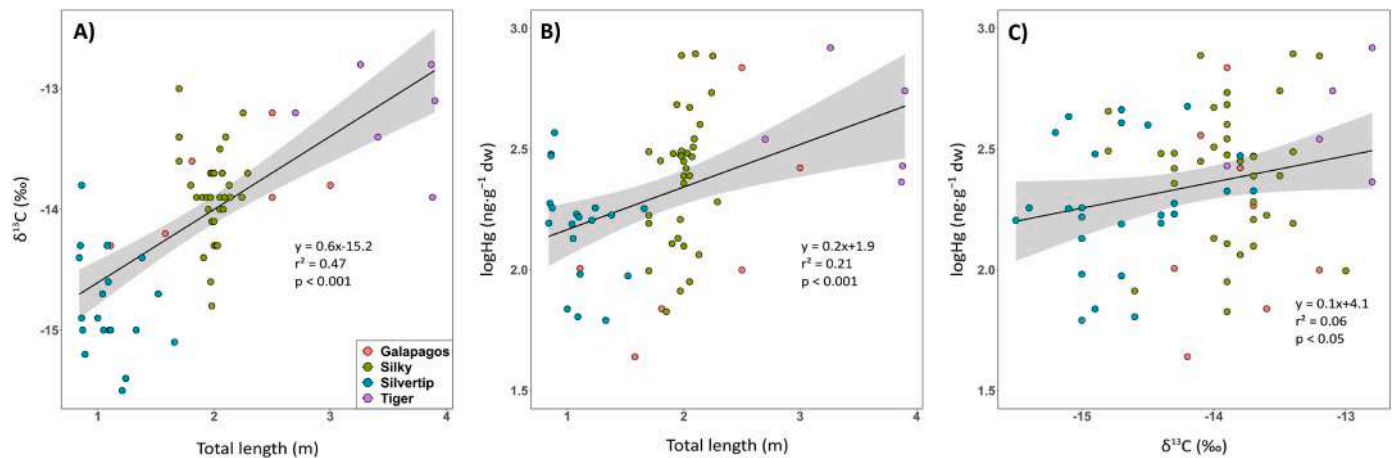 A)
δ¹³C (‰)
-13
-14
-15
y = 0.6x-15.2
r² = 0.47
p < 0.001
Galapagos
Silky
Silvertip
Tiger
1 2 3 4
Total length (m)
B)
logHg (ng·g⁻¹ dw)
3.0
2.5
2.0
1.5
y = 0.2x+1.9
r² = 0.21
p < 0.001
1 2 3 4
Total length (m)
C)
logHg (ng·g⁻¹ dw)
3.0
2.5
2.0
1.5
y = 0.1x+4.1
r² = 0.06
p < 0.05
-15 -14 -13
δ¹³C (‰)